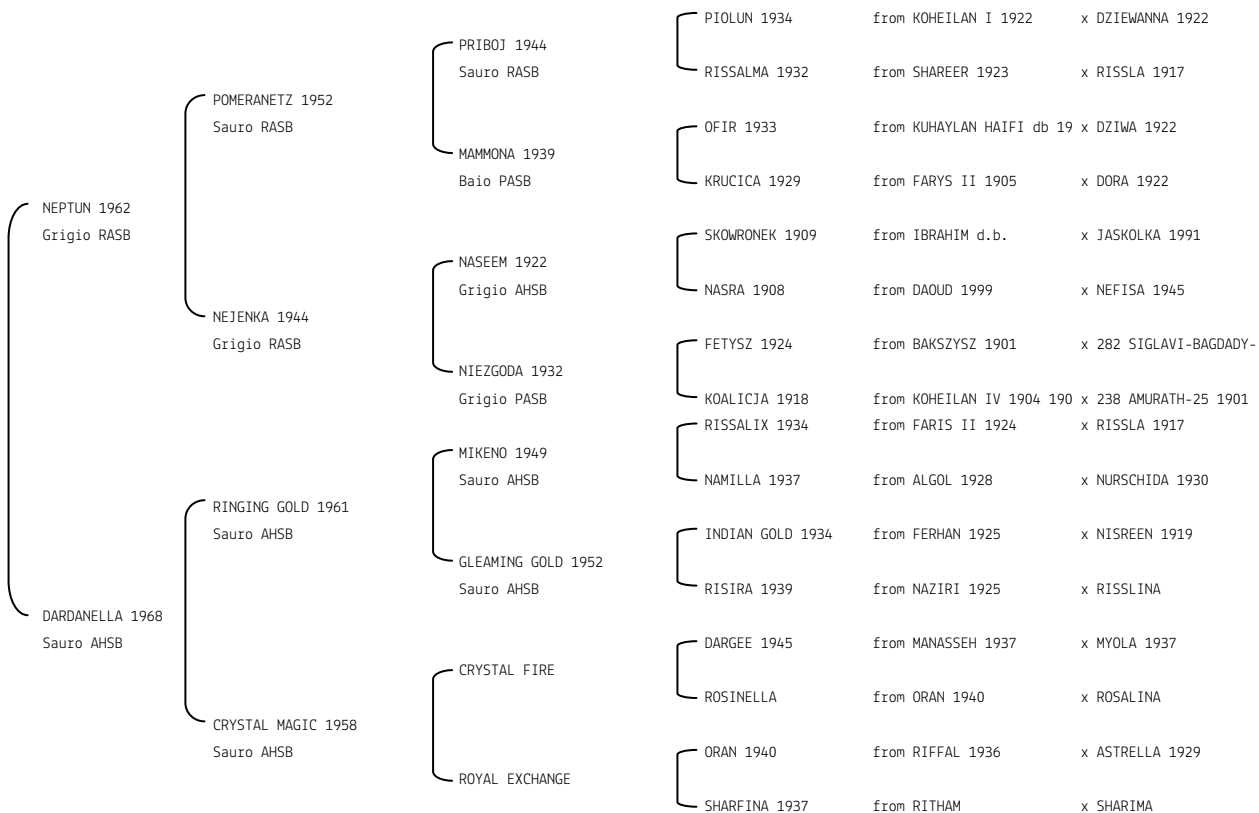 PIOLUN 1934 from KOHEILAN I 1922 x DZIEWANNA 1922
PRIBOJ 1944
Sauro RASB
RISSALMA 1932 from SHAREER 1923 x RISSLA 1917
POMERANETZ 1952
Sauro RASB
OFIR 1933 from KUHAYLAN HAIFI db 19 x DZIWA 1922
MAMMONA 1939
Baio PASB
KRUCICA 1929 from FARYS II 1905 x DORA 1922
NEPTUN 1962
Grigio RASB
SKOWRONEK 1909 from IBRAHIM d.b. x JASKOLKA 1991
NASEEM 1922
Grigio AHSB
NASRA 1908 from DAOUD 1999 x NEFISA 1945
NEJENKA 1944
Grigio RASB
FETYSZ 1924 from BAKSZYSZ 1901 x 282 SIGLAVI-BAGDADY-
NIEZGODA 1932
Grigio PASB
KOALICJA 1918 from KOHEILAN IV 1904 190 x 238 AMURATH-25 1901
RISSALIX 1934 from FARIS II 1924 x RISSLA 1917
MIKENO 1949
Sauro AHSB
NAMILLA 1937 from ALGOL 1928 x NURSCHIDA 1930
RINGING GOLD 1961
Sauro AHSB
INDIAN GOLD 1934 from FERHAN 1925 x NISREEN 1919
GLEAMING GOLD 1952
Sauro AHSB
RISIRA 1939 from NAZIRI 1925 x RISSLINA
DARDANELLA 1968
Sauro AHSB
DARGEE 1945 from MANASSEH 1937 x MYOLA 1937
CRYSTAL FIRE
ROSINELLA from ORAN 1940 x ROSALINA
CRYSTAL MAGIC 1958
Sauro AHSB
ORAN 1940 from RIFFAL 1936 x ASTRELLA 1929
ROYAL EXCHANGE
SHARFINA 1937 from RITHAM x SHARIMA